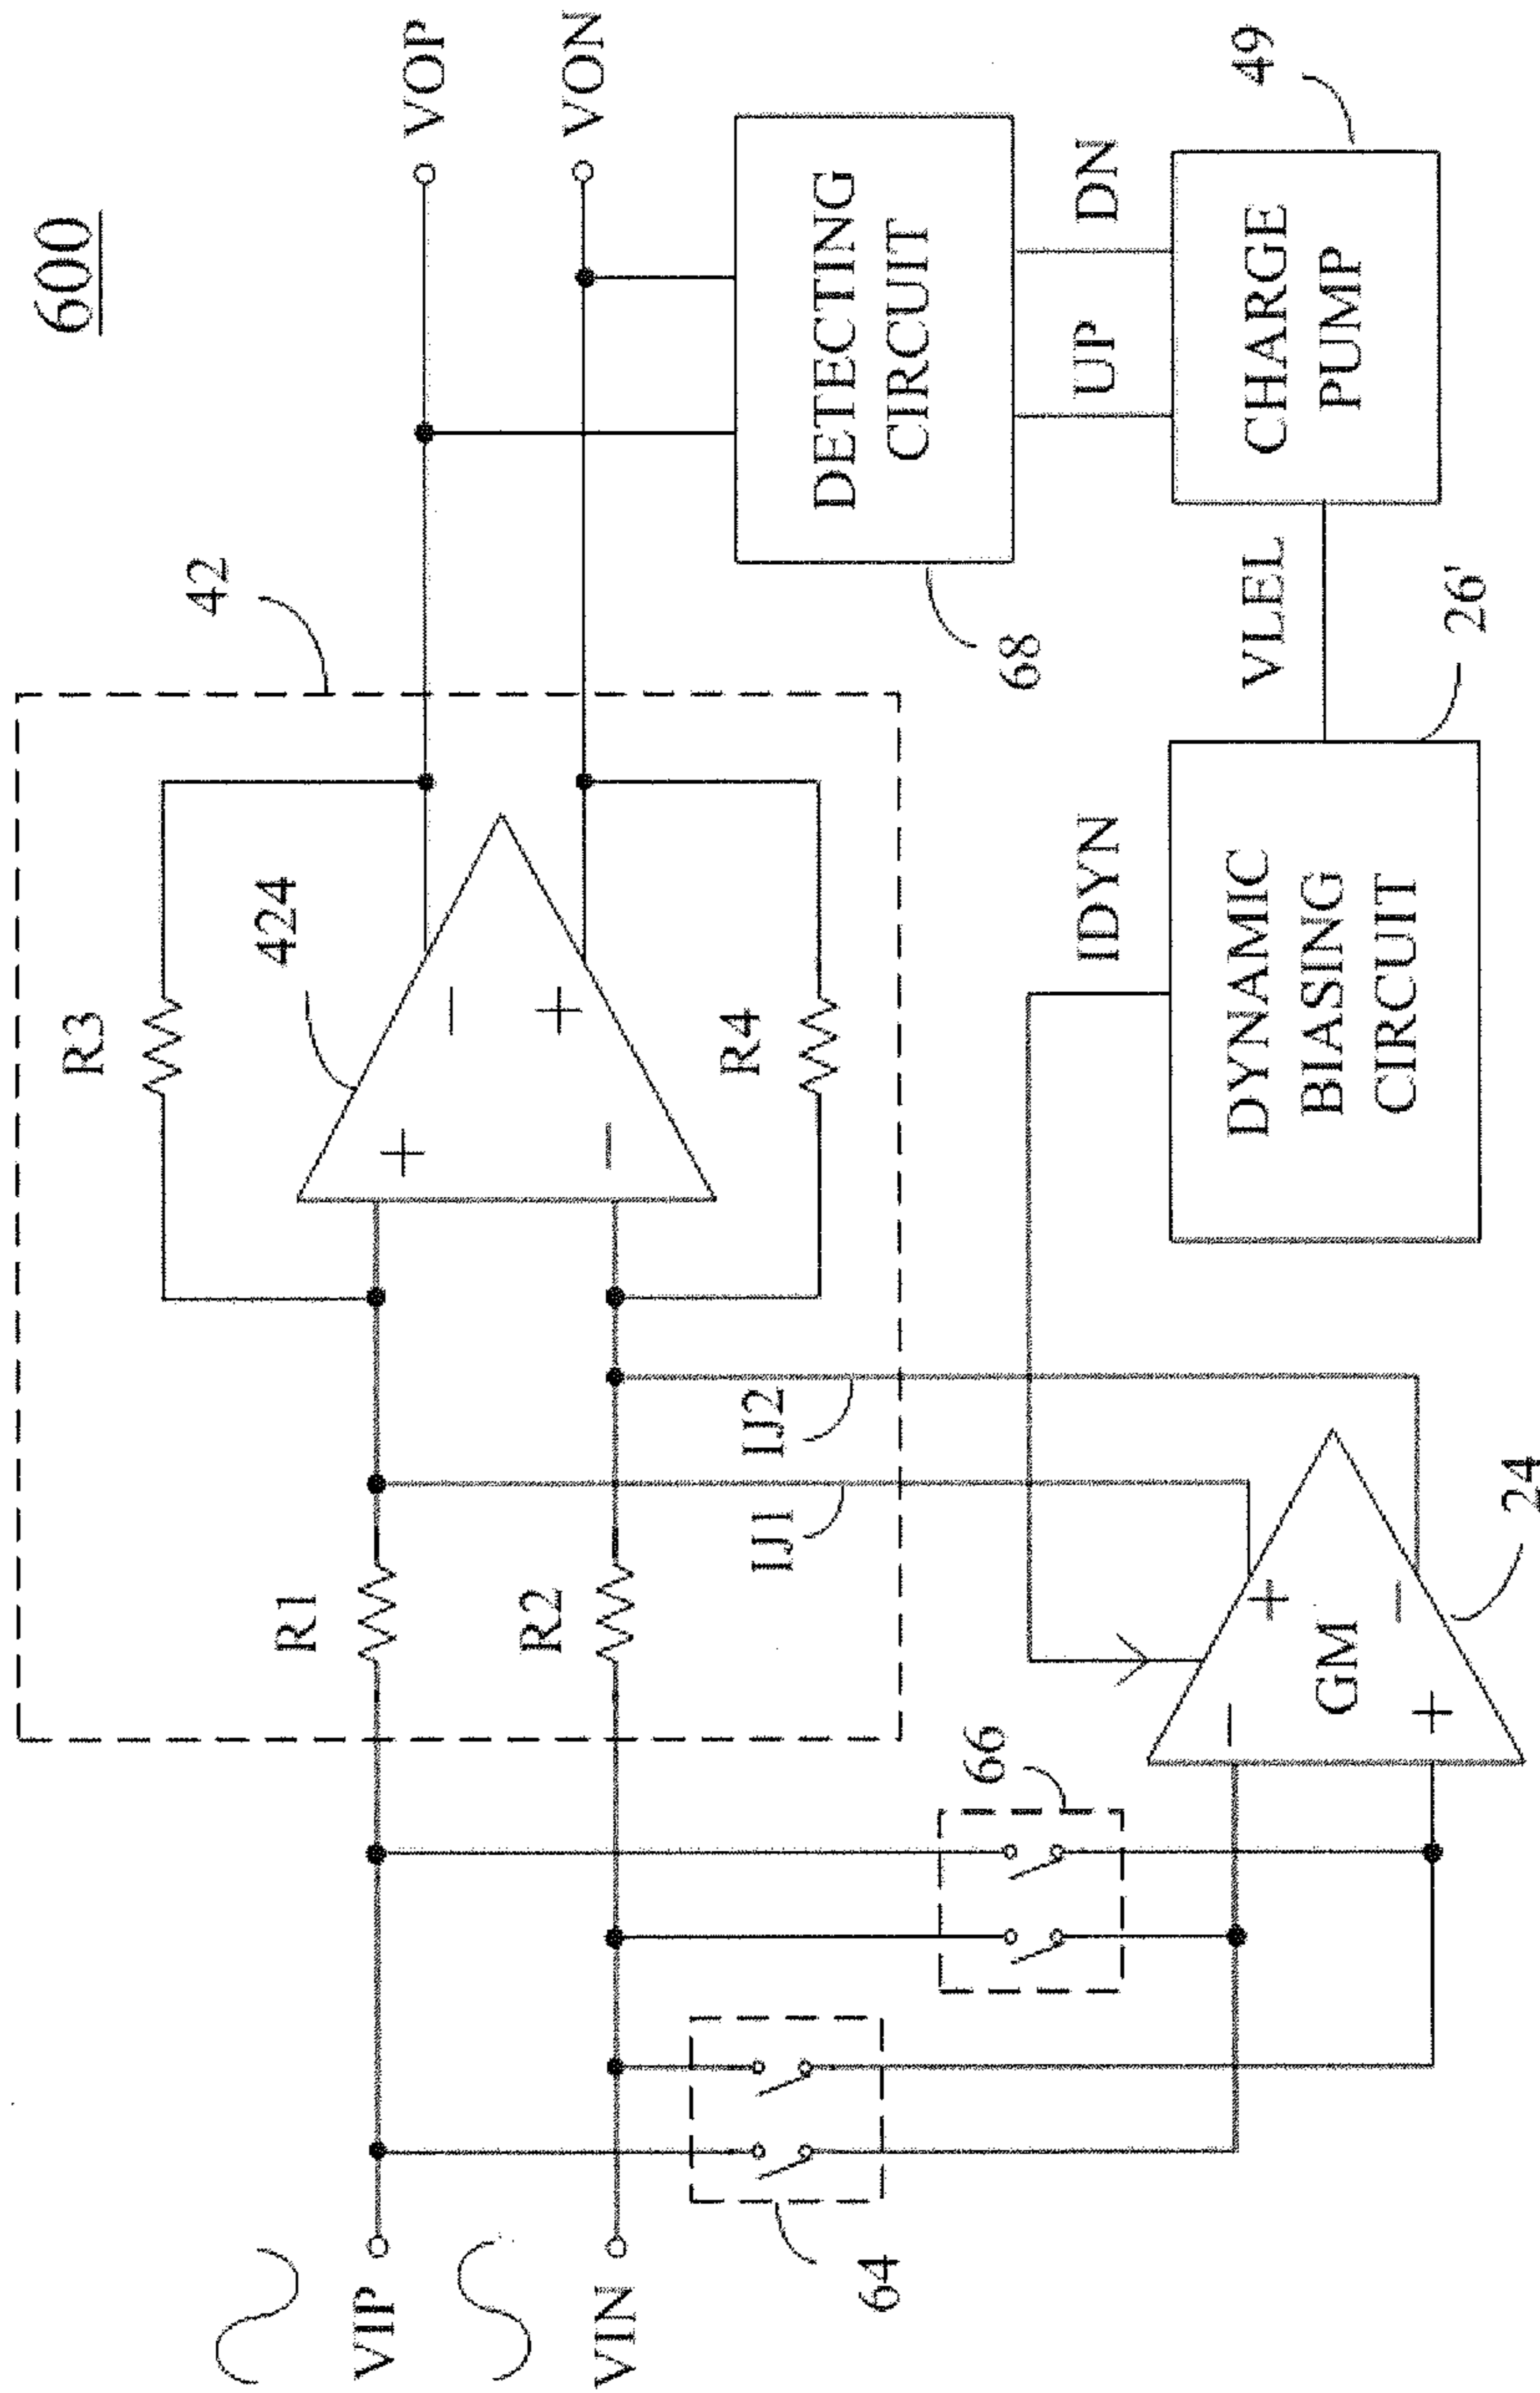 600
42
R3
424
VOP
R1
+
−
VIP
−
+
VON
R2
R4
VIN
IJ1
IJ2
68
DETECTING
CIRCUIT
64
66
IDYN
UP
DN
−
+
GM
−
+
24
DYNAMIC
BIASING
CIRCUIT
26'
VLEL
CHARGE
PUMP
49